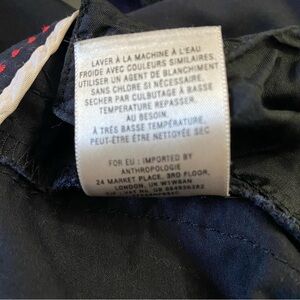 LAVER À LA MACHINE À L'EAU
FROIDE AVEC COULEURS SIMILAIRES
UTILISER UN AGENT DE BLANCHIMENT
SANS CHLORE SI NÉCESSAIRE.
SECHER PAR CULBUTAGE À BASSE
TEMPERATURE REPASSER,
AU BESOIN,
À TRÈS BASSE TEMPÉRATURE.
PEUT-ÊTRE ÊTRE NETTOYÉE SEC
FOR EU: IMPORTED BY
ANTHROPOLOGIE
24 MARKET PLACE, 3RD FLOOR,
LONDON, UK W1W8AN